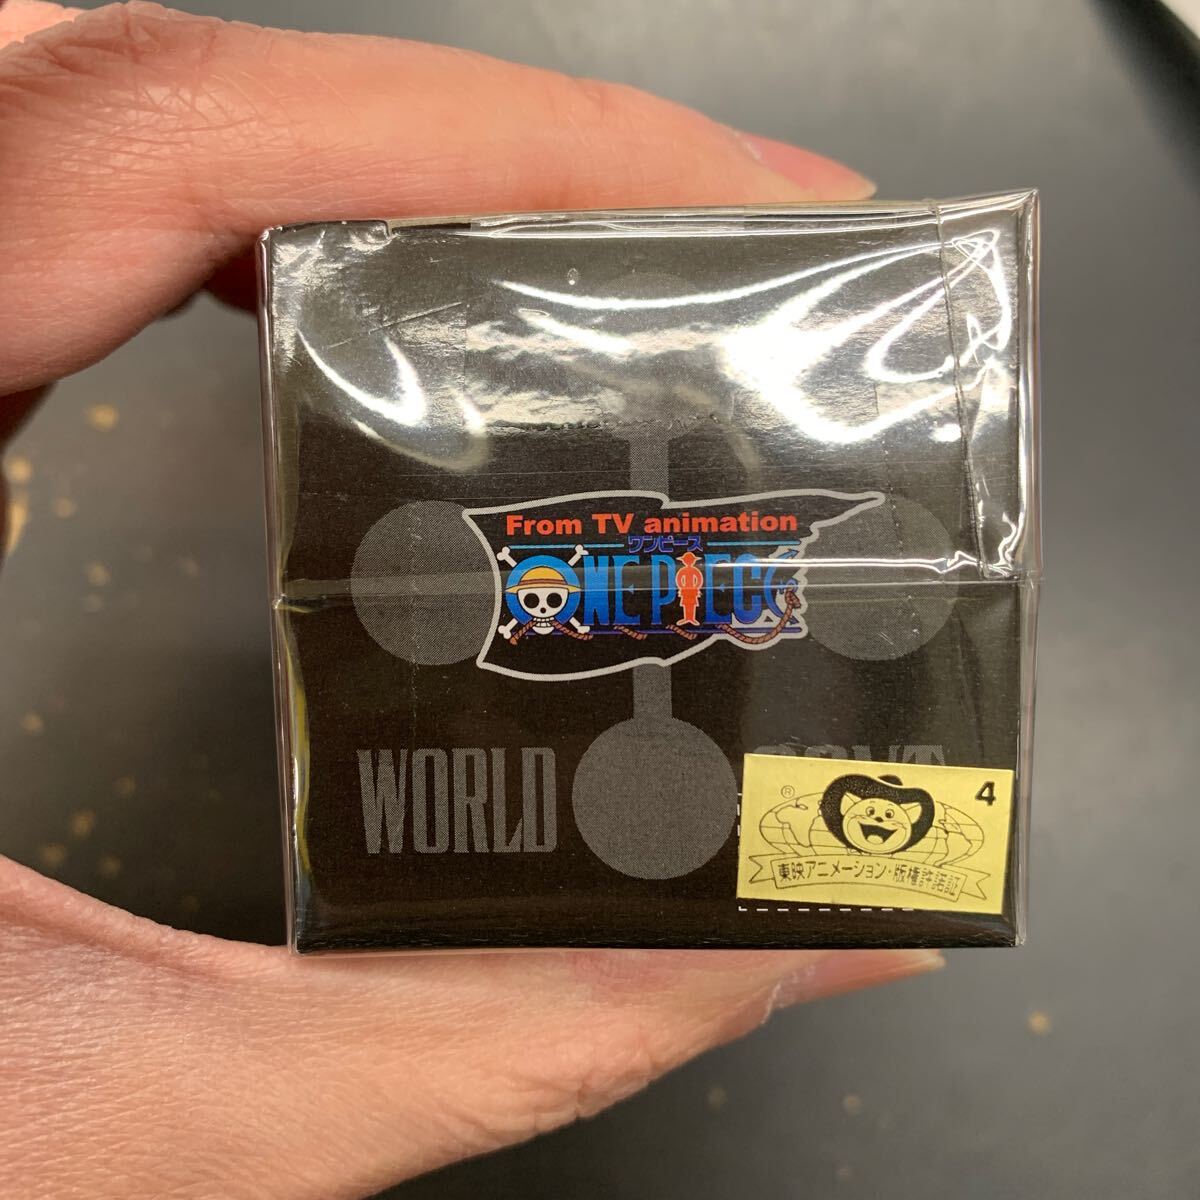 From TV animation
ワンピース
ONE PIECE
WORLD
® 4
東映アニメーション・版権許諾証